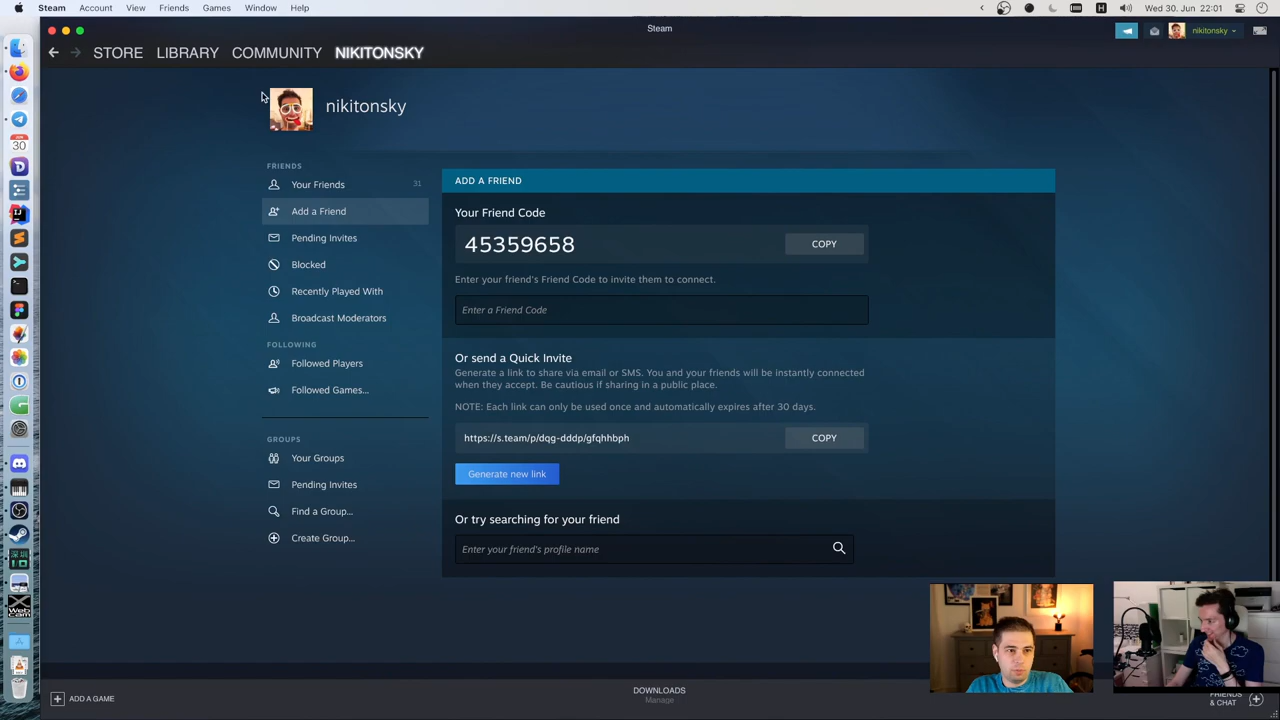 Steam Account View Friends Games Window Help
Wed 30. Jun 22:01
Steam
nikitonsky
STORE LIBRARY COMMUNITY NIKITONSKY
nikitonsky
FRIENDS
Your Friends 31
Add a Friend
Pending Invites
Blocked
Recently Played With
Broadcast Moderators
FOLLOWING
Followed Players
Followed Games...
GROUPS
Your Groups
Pending Invites
Find a Group...
Create Group...
ADD A FRIEND
Your Friend Code
45359658 COPY
Enter your friend's Friend Code to invite them to connect.
Enter a Friend Code
Or send a Quick Invite
Generate a link to share via email or SMS. You and your friends will be instantly connected
when they accept. Be cautious if sharing in a public place.
NOTE: Each link can only be used once and automatically expires after 30 days.
https://s.team/p/dqg-dddp/gfqhhbph COPY
Generate new link
Or try searching for your friend
Enter your friend's profile name
ADD A GAME
DOWNLOADS
Manage
FRIENDS
& CHAT